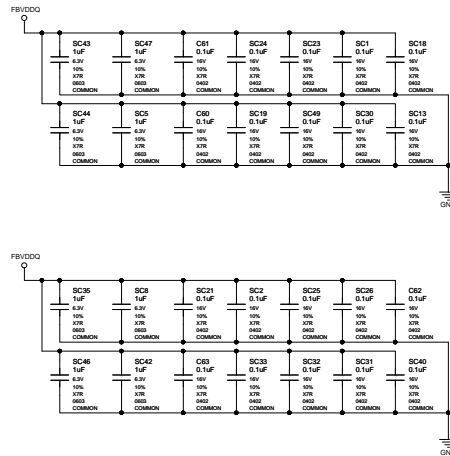 FBVDDQ
SC43 SC47 C61 SC24 SC23 SC1 SC18
1uF 1uF 0.1uF 0.1uF 0.1uF 0.1uF 0.1uF
6.3V 6.3V 16V 16V 16V 16V 16V
10% 10% 10% 10% 10% 10% 10%
X7R X7R X7R X7R X7R X7R X7R
0603 0603 0402 0402 0402 0402 0402
COMMON COMMON COMMON COMMON COMMON COMMON COMMON
SC44 SC5 C60 SC19 SC49 SC30 SC13
1uF 1uF 0.1uF 0.1uF 0.1uF 0.1uF 0.1uF
6.3V 6.3V 16V 16V 16V 16V 16V
10% 10% 10% 10% 10% 10% 10%
X7R X7R X7R X7R X7R X7R X7R
0603 0603 0402 0402 0402 0402 0402
COMMON COMMON COMMON COMMON COMMON COMMON COMMON
GN
FBVDDQ
SC35 SC8 SC21 SC2 SC25 SC26 C62
1uF 1uF 0.1uF 0.1uF 0.1uF 0.1uF 0.1uF
6.3V 6.3V 16V 16V 16V 16V 16V
10% 10% 10% 10% 10% 10% 10%
X7R X7R X7R X7R X7R X7R X7R
0603 0603 0402 0402 0402 0402 0402
COMMON COMMON COMMON COMMON COMMON COMMON COMMON
SC46 SC42 C63 SC33 SC32 SC31 SC40
1uF 1uF 0.1uF 0.1uF 0.1uF 0.1uF 0.1uF
6.3V 6.3V 16V 16V 16V 16V 16V
10% 10% 10% 10% 10% 10% 10%
X7R X7R X7R X7R X7R X7R X7R
0603 0603 0402 0402 0402 0402 0402
COMMON COMMON COMMON COMMON COMMON COMMON COMMON
GN